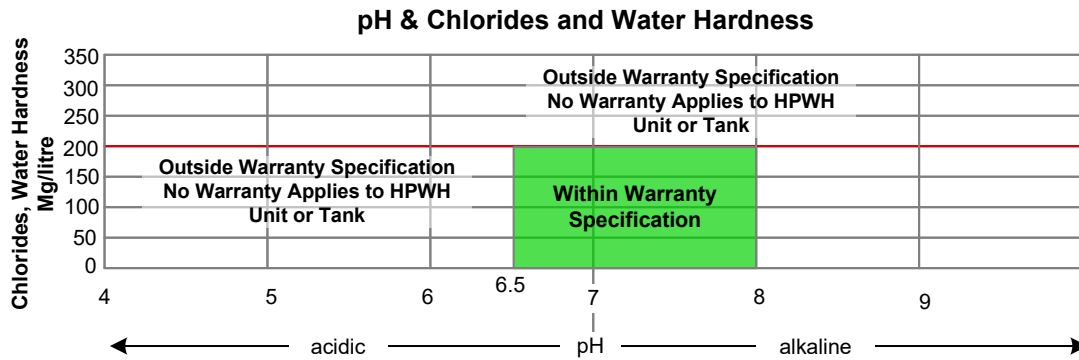 pH & Chlorides and Water Hardness
Chlorides, Water Hardness
Mg/litre
350
300
250
200
150
100
50
0
Outside Warranty Specification
No Warranty Applies to HPWH
Unit or Tank
Outside Warranty Specification
No Warranty Applies to HPWH
Unit or Tank
Within Warranty
Specification
4 5 6 6.5 7 8 9
acidic pH alkaline